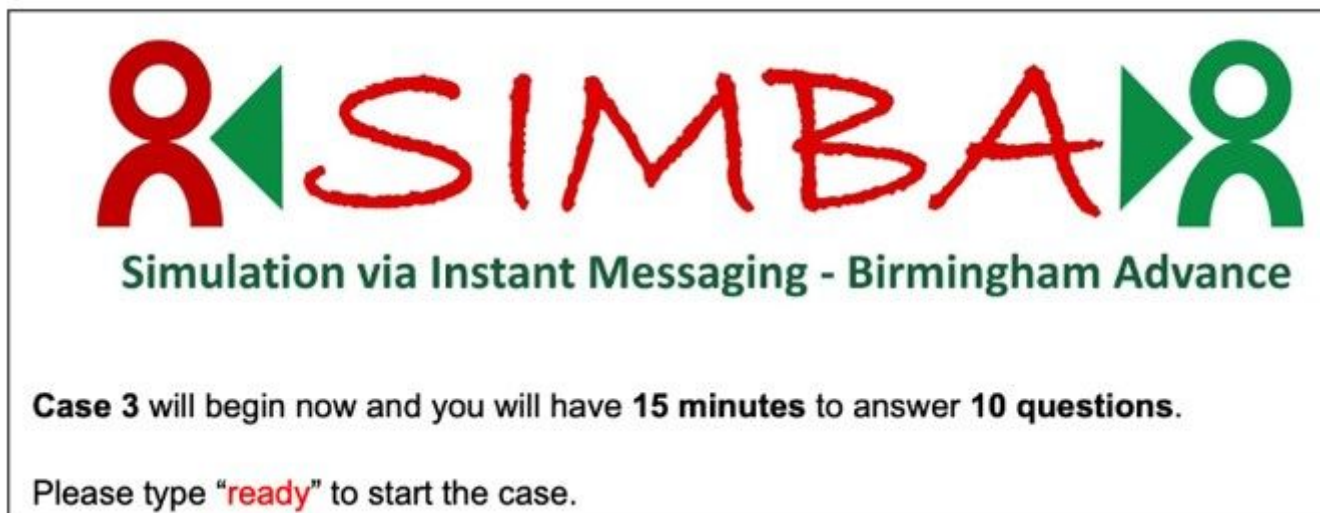 SIMBA
Simulation via Instant Messaging - Birmingham Advance
Case 3 will begin now and you will have 15 minutes to answer 10 questions.
Please type “ready” to start the case.